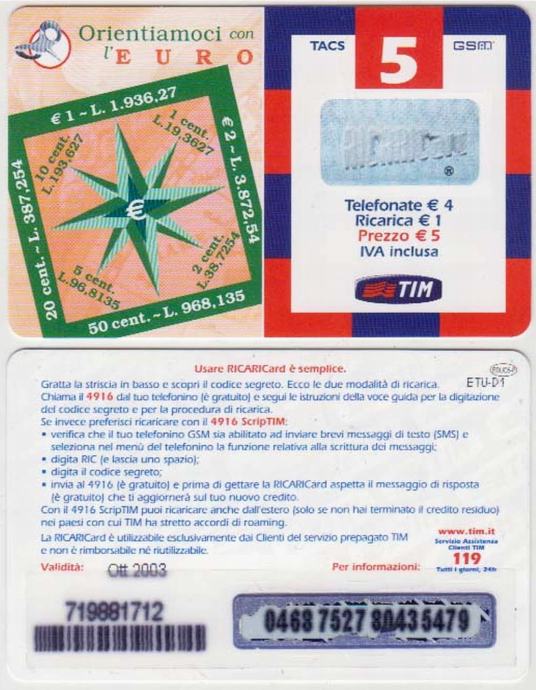 Orientiamoci con
l'EURO
€ 1 ~ L. 1.936,27
1 cent.
L.19,3627
€ 2 ~ L. 3.872,54
10 cent.
L.193,627
20 cent. ~ L. 387,254
€
5 cent.
L.96,8135
2 cent.
L.38,7254
50 cent. ~ L. 968,135
TACS 5 GSM
RICARICard ®
Telefonate € 4
Ricarica € 1
Prezzo € 5
IVA inclusa
TIM
Usare RICARICard è semplice.
Gratta la striscia in basso e scopri il codice segreto. Ecco le due modalità di ricarica.
ETU-D1
Chiama il 4916 dal tuo telefonino (è gratuito) e segui le istruzioni della voce guida per la digitazione
del codice segreto e per la procedura di ricarica.
Se invece preferisci ricaricare con il 4916 ScripTIM:
• verifica che il tuo telefonino GSM sia abilitato ad inviare brevi messaggi di testo (SMS) e
seleziona nel menù del telefonino la funzione relativa alla scrittura dei messaggi;
• digita RIC (e lascia uno spazio);
• digita il codice segreto;
• invia al 4916 (è gratuito) e prima di gettare la RICARICard aspetta il messaggio di risposta
(è gratuito) che ti aggiornerà sul tuo nuovo credito.
Con il 4916 ScripTIM puoi ricaricare anche dall'estero (solo se non hai terminato il credito residuo)
nei paesi con cui TIM ha stretto accordi di roaming.
La RICARICard è utilizzabile esclusivamente dai Clienti del servizio prepagato TIM
e non è rimborsabile né riutilizzabile.
www.tim.it
Servizio Assistenza
Clienti TIM
119
Tutti i giorni, 24h
Validità: Ott 2003 Per informazioni:
719881712
0463 7527 3043 5479